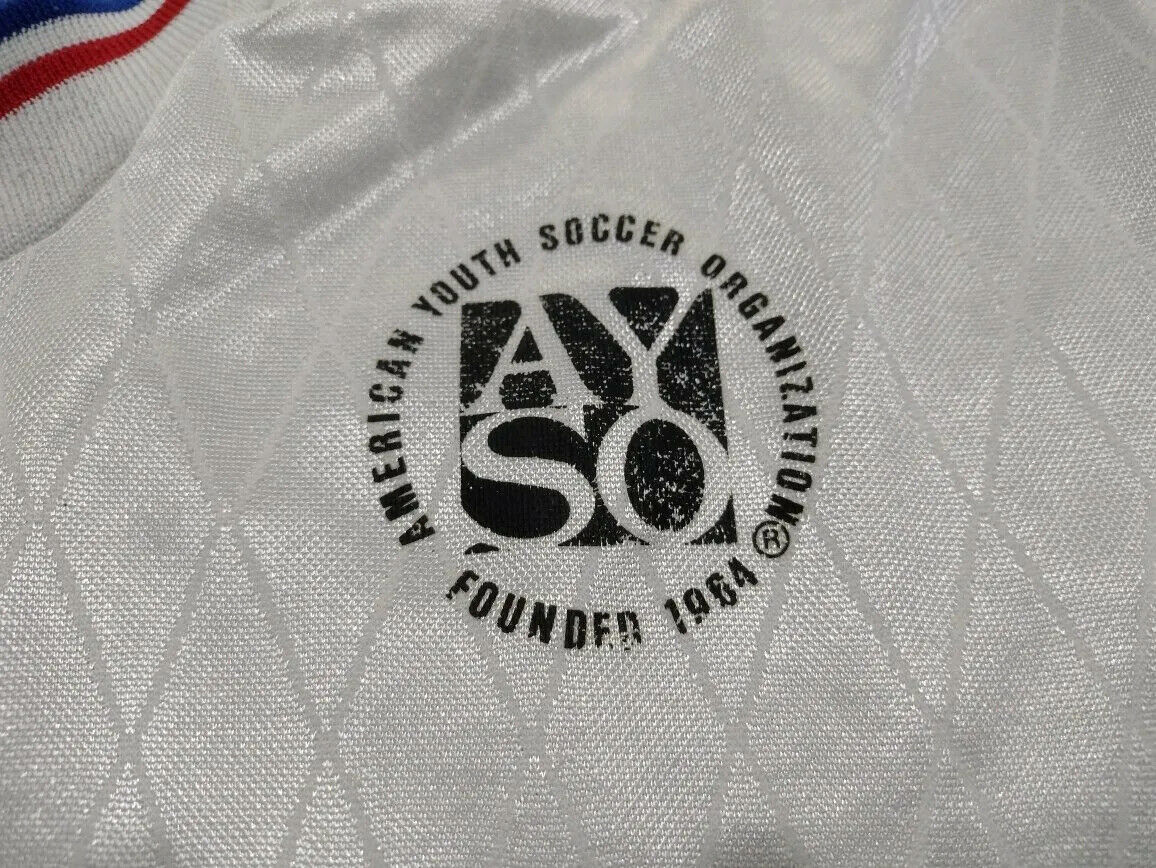 AMERICAN YOUTH SOCCER ORGANIZATION
AY
SO
®
FOUNDED 1964